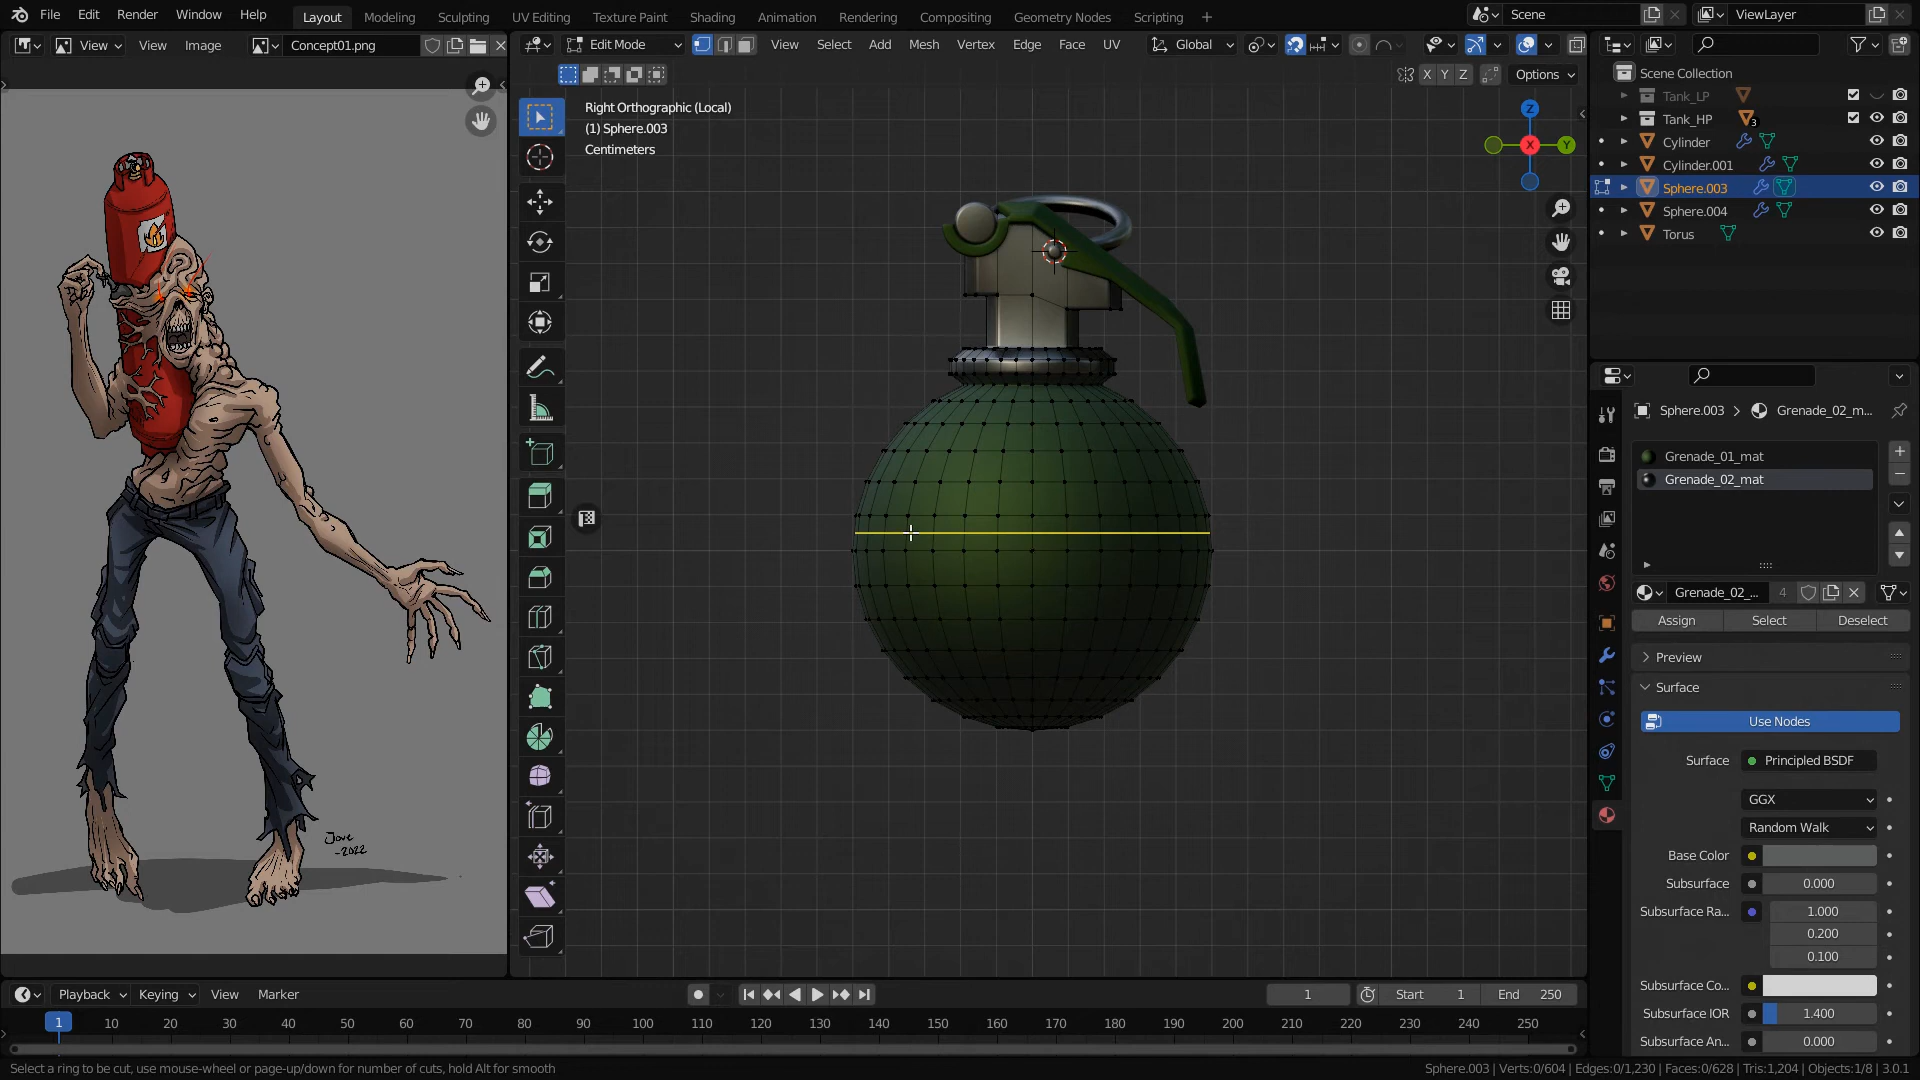 File Edit Render Window Help Layout Modeling Sculpting UV Editing Texture Paint Shading Animation Rendering Compositing Geometry Nodes Scripting + Scene ViewLayer
View View Image Concept01.png Edit Mode View Select Add Mesh Vertex Edge Face UV Global
X Y Z Options
Right Orthographic (Local)
(1) Sphere.003
Centimeters
Z
Y
X
Jove
-2022
Scene Collection
Tank_LP
Tank_HP 3
Cylinder
Cylinder.001
Sphere.003
Sphere.004
Torus
Sphere.003 > Grenade_02_m...
Grenade_01_mat
Grenade_02_mat
Grenade_02_... 4
Assign Select Deselect
Preview
Surface
Use Nodes
Surface Principled BSDF
GGX
Random Walk
Base Color
Subsurface 0.000
Subsurface Ra... 1.000
0.200
0.100
Subsurface Co...
Subsurface IOR 1.400
Subsurface An... 0.000
Playback Keying View Marker 1 Start 1 End 250
1 10 20 30 40 50 60 70 80 90 100 110 120 130 140 150 160 170 180 190 200 210 220 230 240 250
Select a ring to be cut, use mouse-wheel or page-up/down for number of cuts, hold Alt for smooth
Sphere.003 | Verts:0/604 | Edges:0/1,230 | Faces:0/628 | Tris:1,204 | Objects:1/8 | 3.0.1